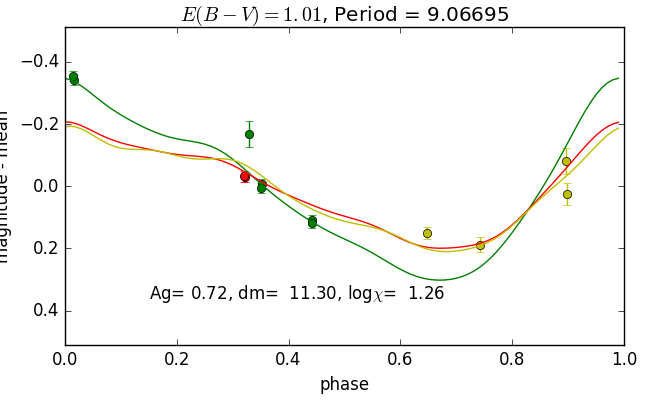 E(B − V) = 1.01, Period = 9.06695
magnitude - mean
−0.4
−0.2
0.0
0.2
0.4
Ag= 0.72, dm= 11.30, logχ= 1.26
0.0 0.2 0.4 0.6 0.8 1.0
phase